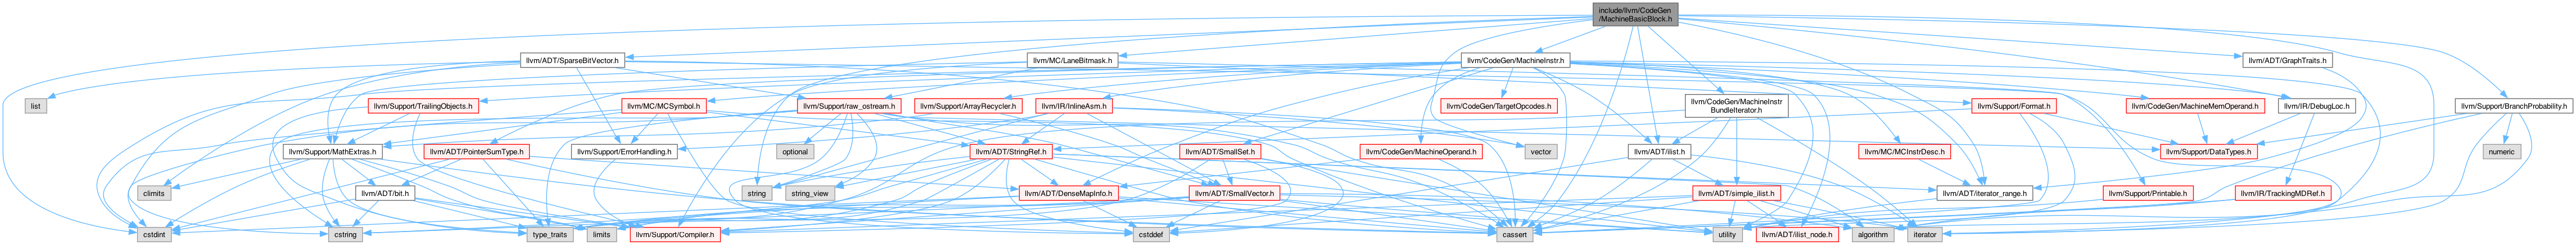 include/llvm/CodeGen
/MachineBasicBlock.h
llvm/ADT/SparseBitVector.h
llvm/MC/LaneBitmask.h
llvm/CodeGen/MachineInstr.h
llvm/ADT/GraphTraits.h
list
llvm/Support/TrailingObjects.h
llvm/MC/MCSymbol.h
llvm/Support/raw_ostream.h
llvm/Support/ArrayRecycler.h
llvm/IR/InlineAsm.h
llvm/CodeGen/TargetOpcodes.h
llvm/CodeGen/MachineInstr
BundleIterator.h
llvm/Support/Format.h
llvm/CodeGen/MachineMemOperand.h
llvm/IR/DebugLoc.h
llvm/Support/BranchProbability.h
llvm/Support/MathExtras.h
llvm/ADT/PointerSumType.h
llvm/Support/ErrorHandling.h
optional
llvm/ADT/StringRef.h
llvm/ADT/SmallSet.h
llvm/CodeGen/MachineOperand.h
vector
llvm/ADT/ilist.h
llvm/MC/MCInstrDesc.h
llvm/Support/DataTypes.h
numeric
climits
llvm/ADT/bit.h
string
string_view
llvm/ADT/DenseMapInfo.h
llvm/ADT/SmallVector.h
llvm/ADT/simple_ilist.h
llvm/ADT/iterator_range.h
llvm/Support/Printable.h
llvm/IR/TrackingMDRef.h
cstdint
cstring
type_traits
limits
llvm/Support/Compiler.h
cstddef
cassert
utility
llvm/ADT/ilist_node.h
algorithm
iterator